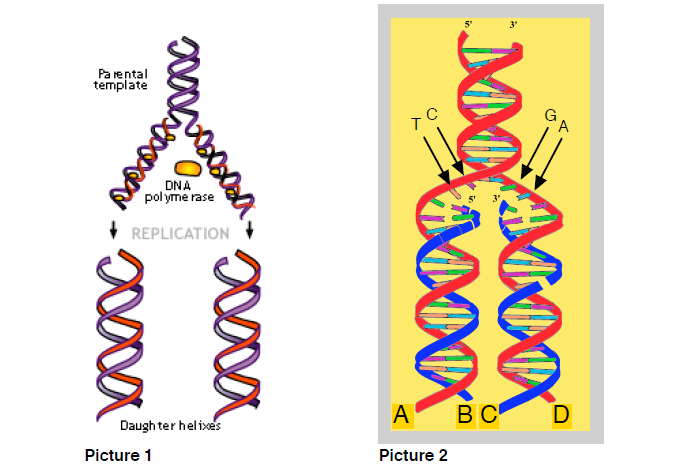 Parental
template
DNA
polymerase
REPLICATION
Daughter helixes
Picture 1
5' 3'
T C G A
5' 3'
A B C D
Picture 2